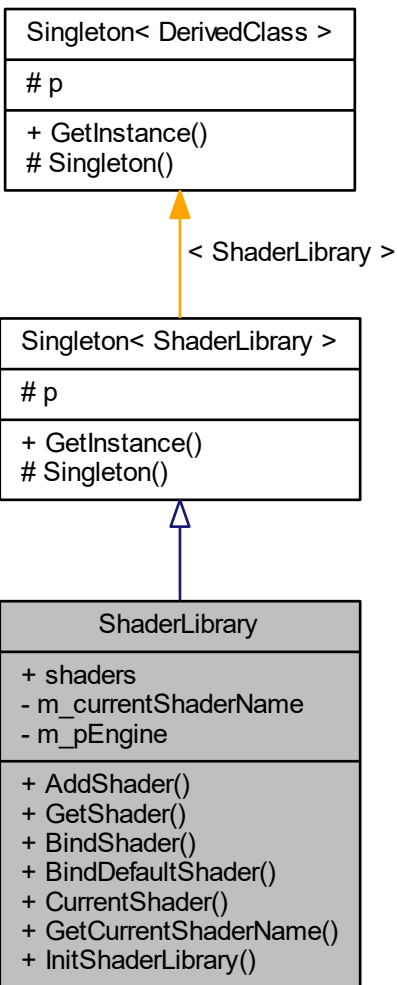 Singleton< DerivedClass >
# p
+ GetInstance()
# Singleton()
< ShaderLibrary >
Singleton< ShaderLibrary >
# p
+ GetInstance()
# Singleton()
ShaderLibrary
+ shaders
- m_currentShaderName
- m_pEngine
+ AddShader()
+ GetShader()
+ BindShader()
+ BindDefaultShader()
+ CurrentShader()
+ GetCurrentShaderName()
+ InitShaderLibrary()